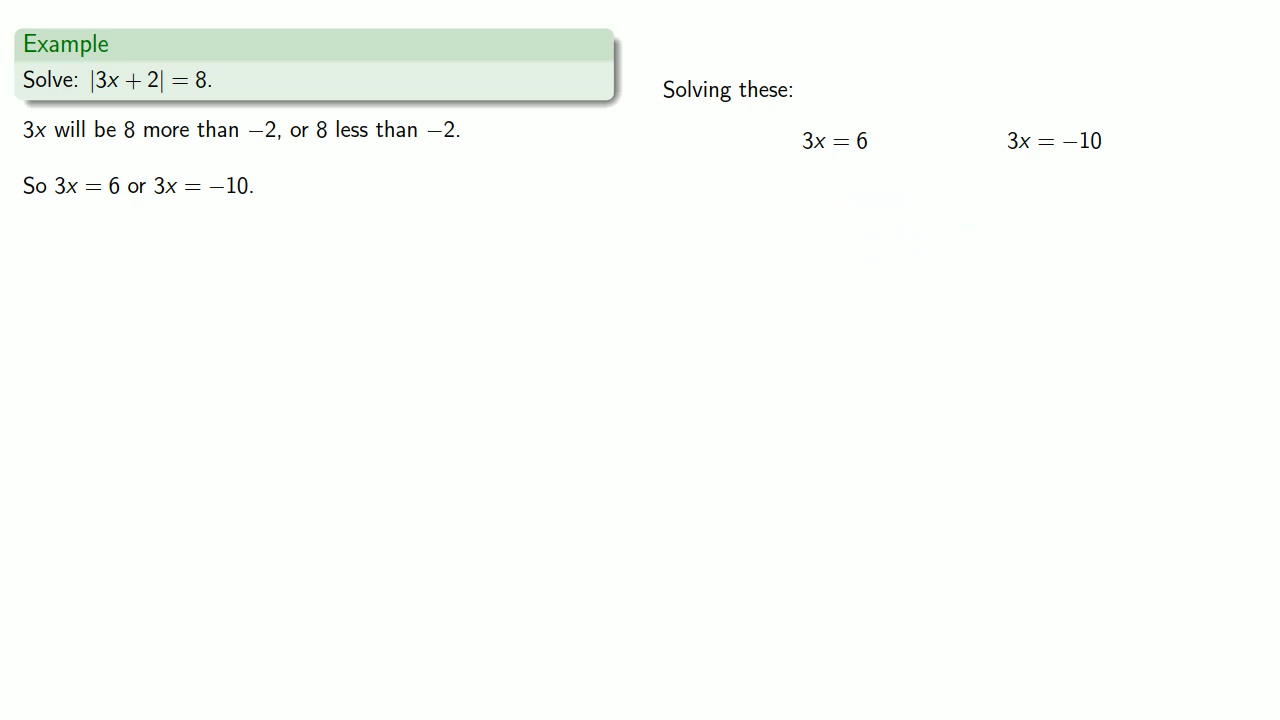 Example
Solve: |3x + 2| = 8.
3x will be 8 more than −2, or 8 less than −2.
So 3x = 6 or 3x = −10.
Solving these:
3x = 6 3x = −10